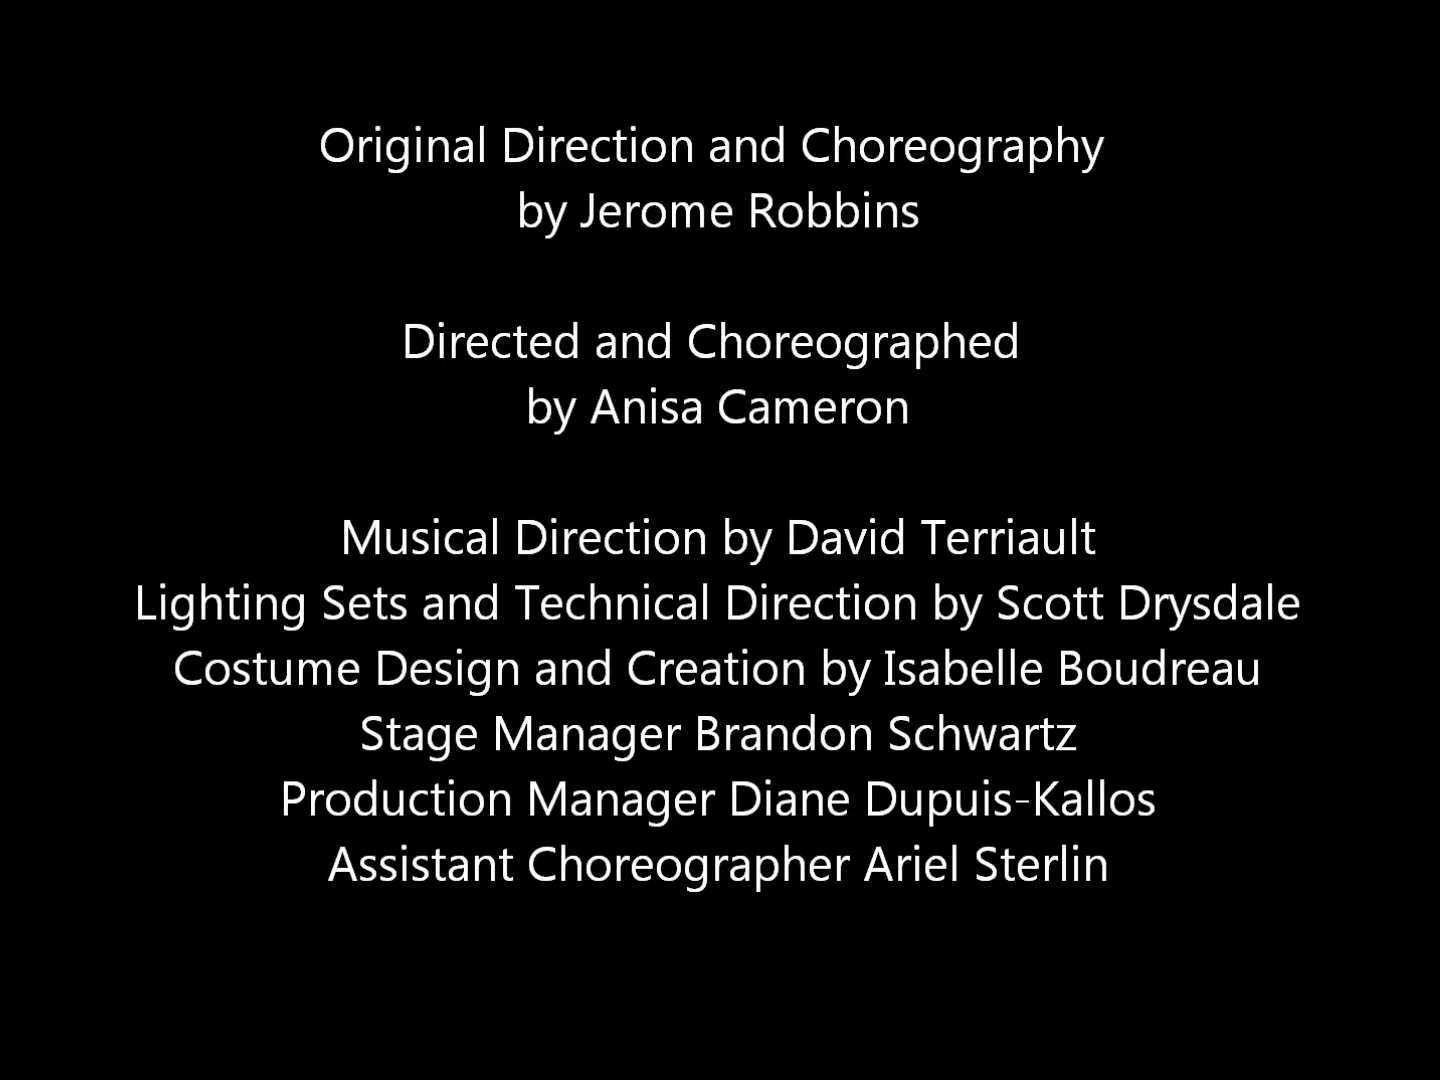 Original Direction and Choreography
by Jerome Robbins
Directed and Choreographed
by Anisa Cameron
Musical Direction by David Terriault
Lighting Sets and Technical Direction by Scott Drysdale
Costume Design and Creation by Isabelle Boudreau
Stage Manager Brandon Schwartz
Production Manager Diane Dupuis-Kallos
Assistant Choreographer Ariel Sterlin